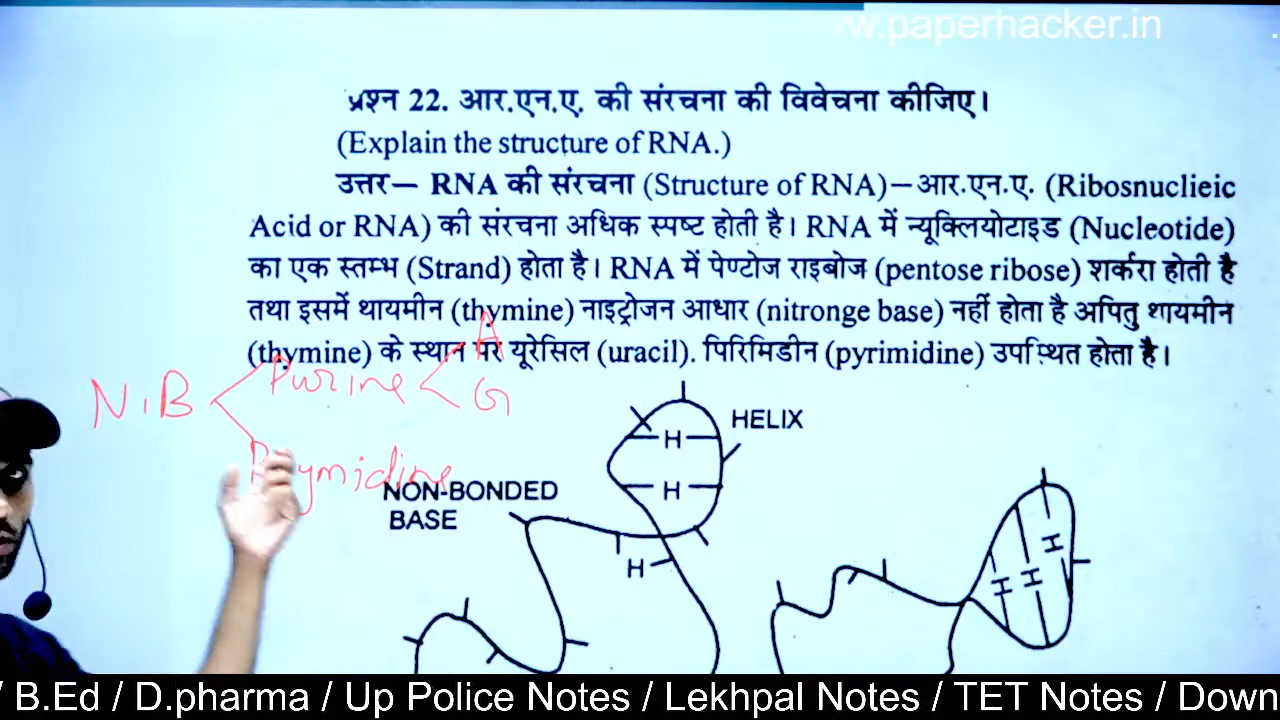 w.paperhacker.in
प्रश्न 22. आर.एन.ए. की संरचना की विवेचना कीजिए।
(Explain the structure of RNA.)
उत्तर— RNA की संरचना (Structure of RNA)—आर.एन.ए. (Ribosnuclieic
Acid or RNA) की संरचना अधिक स्पष्ट होती है। RNA में न्यूक्लियोटाइड (Nucleotide)
का एक स्तम्भ (Strand) होता है। RNA में पेण्टोज राइबोज (pentose ribose) शर्करा होती है
तथा इसमें थायमीन (thymine) नाइट्रोजन आधार (nitronge base) नहीं होता है अपितु थायमीन
(thymine) के स्थान पर यूरेसिल (uracil). पिरिमिडीन (pyrimidine) उपस्थित होता है।
N.B
Purine
A
G
Pymidine
HELIX
H
H
NON-BONDED
BASE
H
H
H
H
/ B.Ed / D.pharma / Up Police Notes / Lekhpal Notes / TET Notes / Down